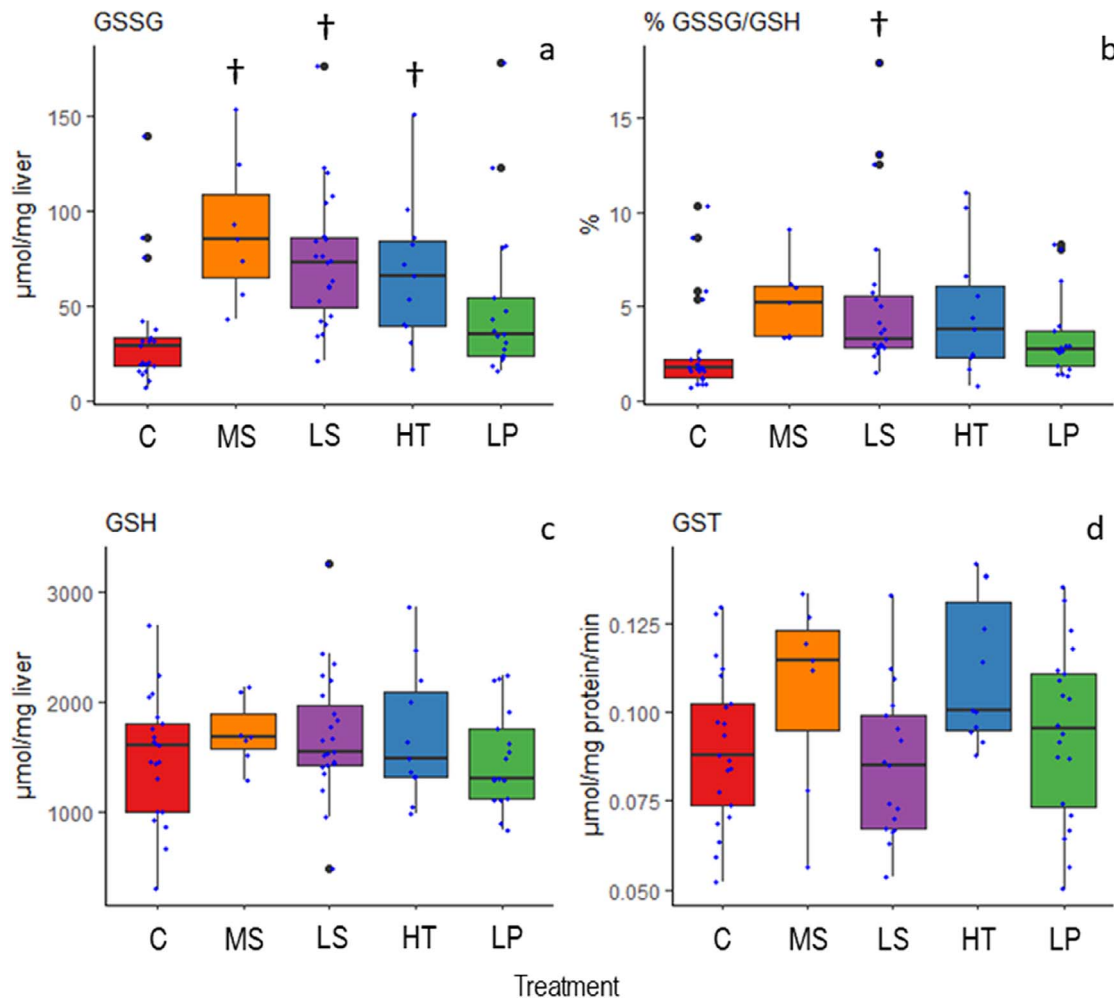 GSSG † a
† †
150
100
50
0
µmol/mg liver
C MS LS HT LP
% GSSG/GSH † b
15
10
5
0
%
C MS LS HT LP
GSH c
3000
2000
1000
µmol/mg liver
C MS LS HT LP
GST d
0.125
0.100
0.075
0.050
µmol/mg protein/min
C MS LS HT LP
Treatment